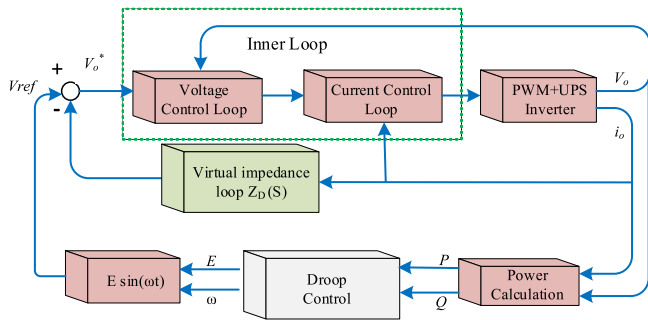 Inner Loop
+
Vo*
Vref
-
Voltage
Control Loop
Current Control
Loop
PWM+UPS
Inverter
Vo
io
Virtual impedance
loop ZD(S)
E sin(ωt)
E
ω
Droop
Control
P
Q
Power
Calculation